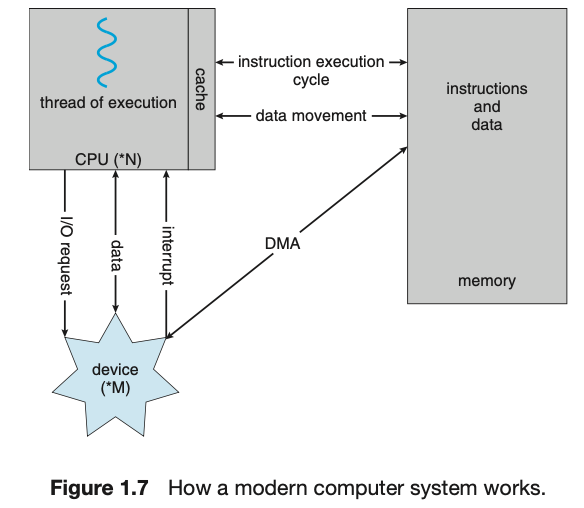 thread of execution
cache
CPU (*N)
instruction execution
cycle
data movement
instructions
and
data
memory
I/O request
data
interrupt
DMA
device
(*M)
Figure 1.7 How a modern computer system works.